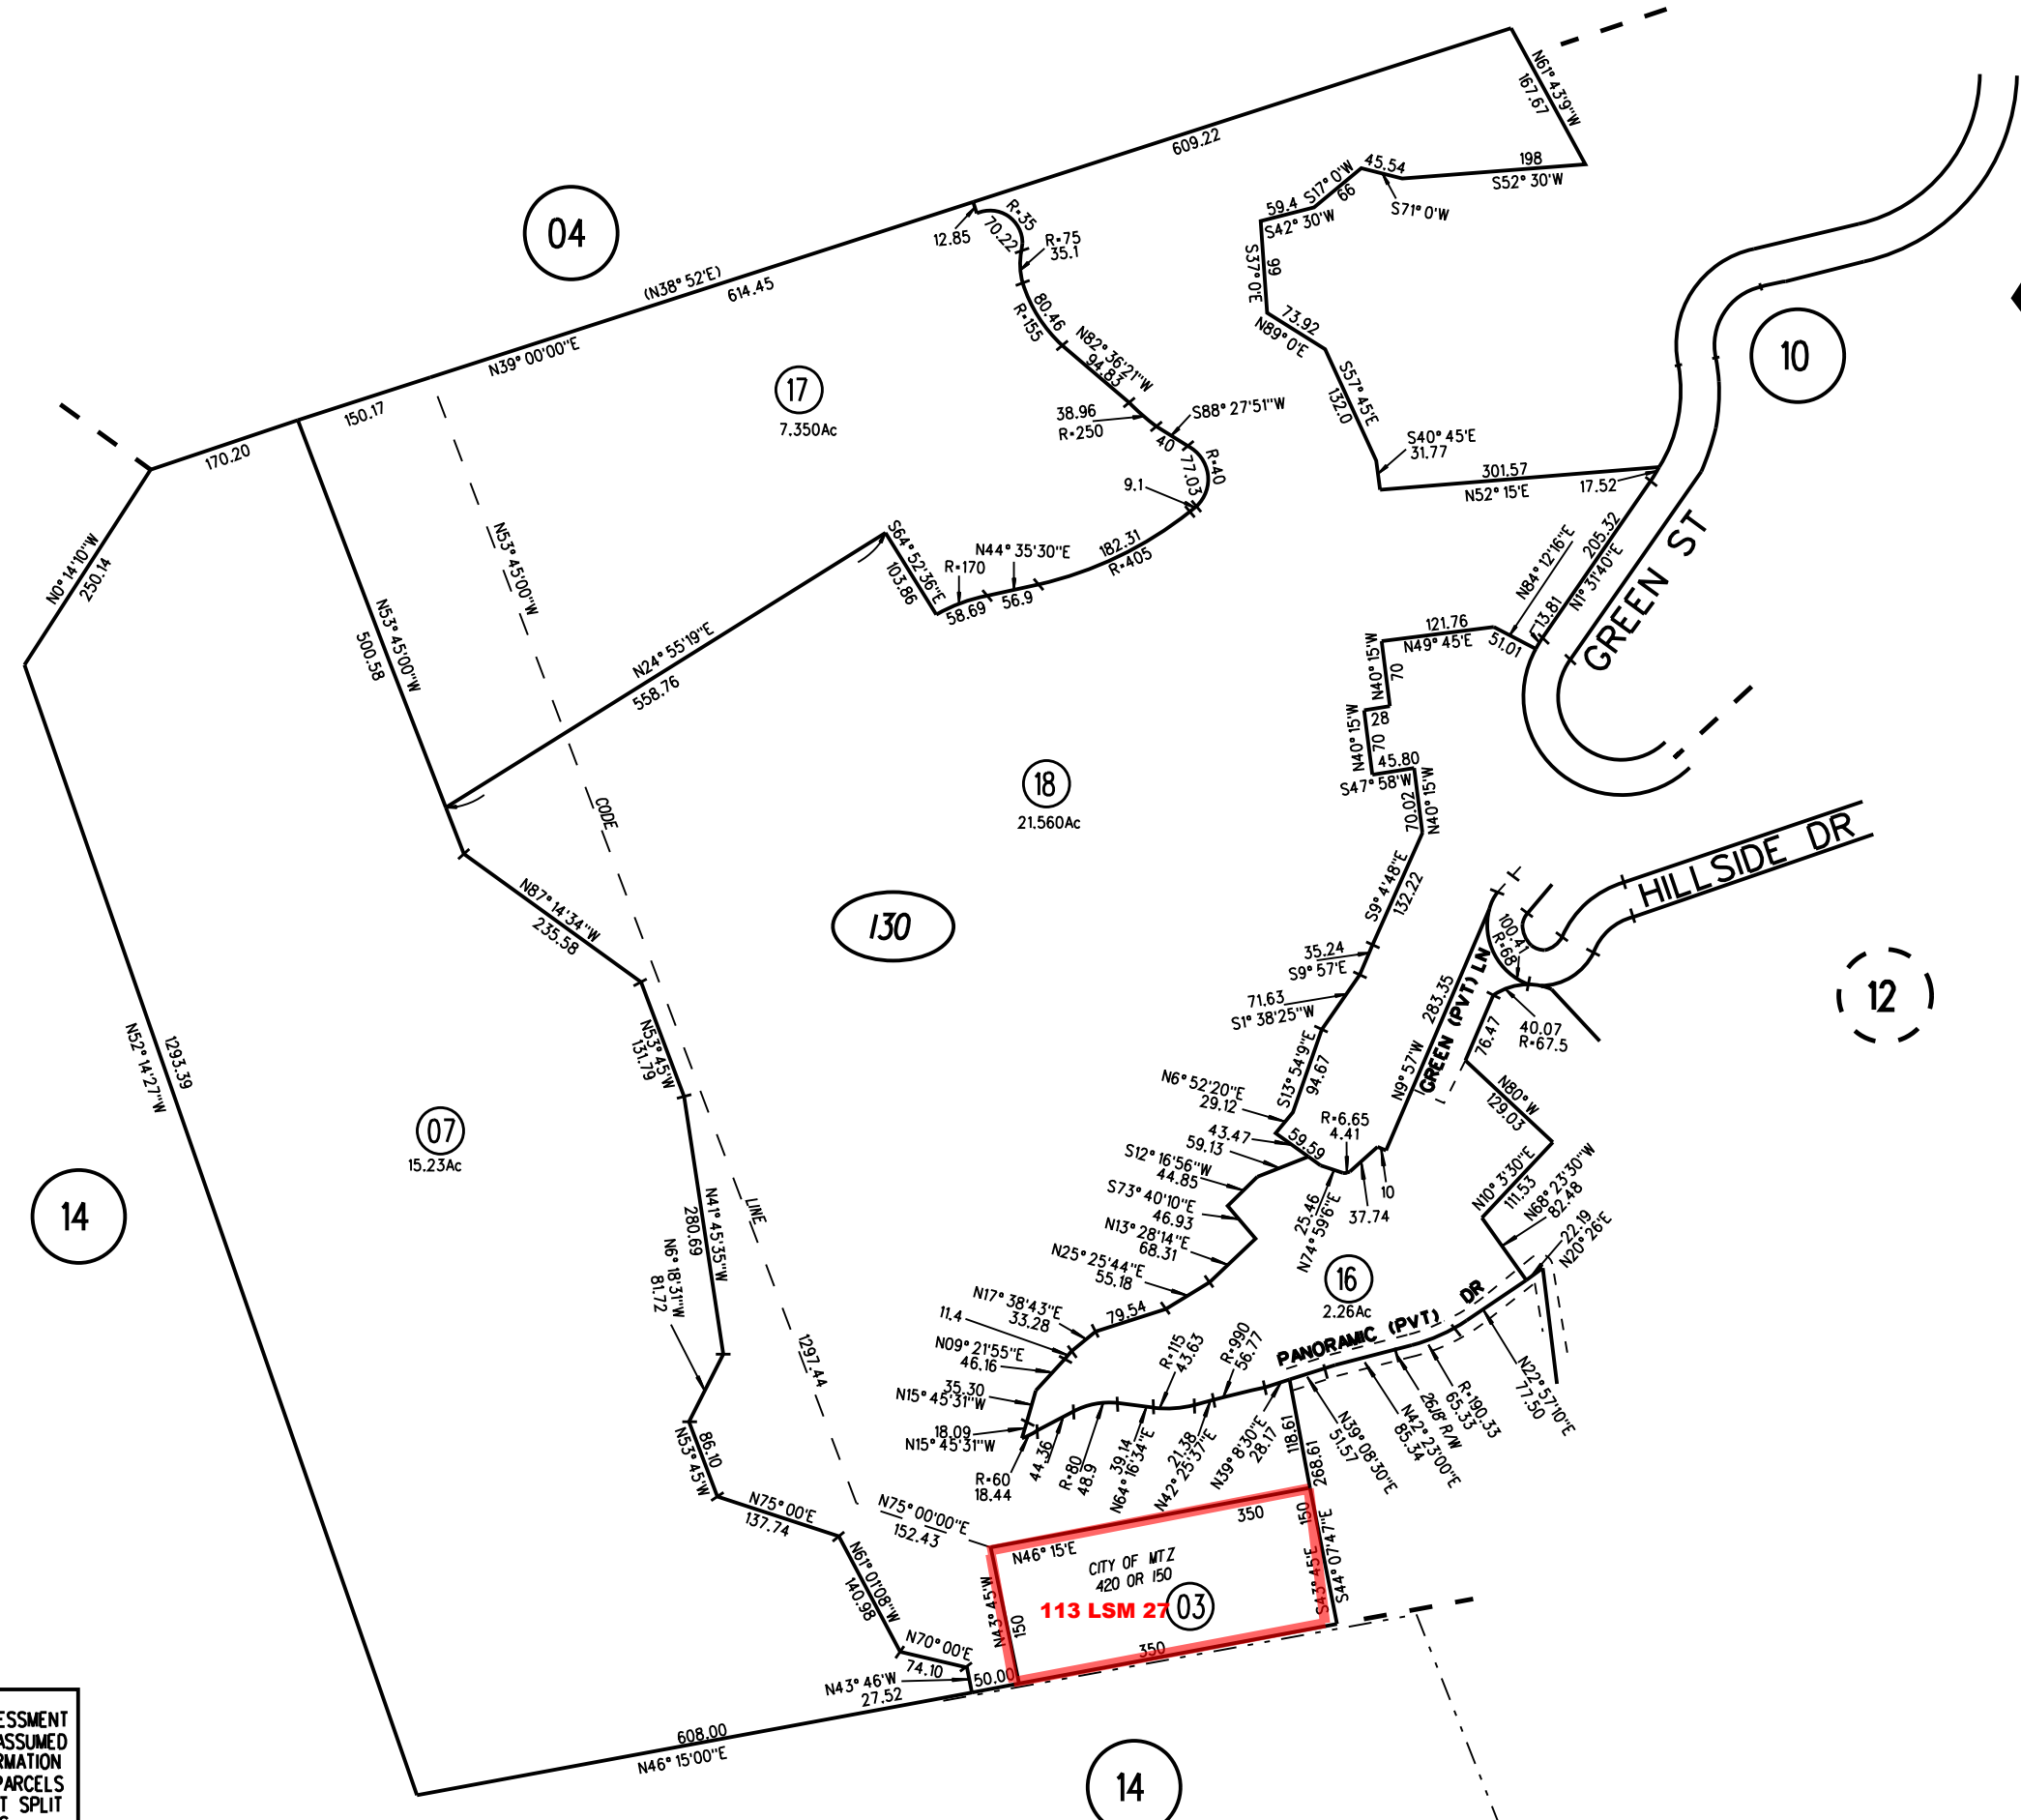 N61° 43'9"W
167.67
609.22
198
S52° 30'W
45.54
S71° 0'W
S17° 0'W
66
59.4
S42° 30'W
04
12.85
R=35
70.22
R=75
35.1
S37° 0'E
99
(N38° 52'E)
614.45
80.46
R=155
73.92
N89° 0'E
N39° 00'00"E
N82° 36'21"W
94.83
10
17
7.350Ac
S57° 45'E
132.0
150.17
38.96
R=250
S88° 27'51"W
40
S40° 45'E
31.77
170.20
R=40
77.03
301.57
N52° 15'E
17.52
9.1
N53° 45'00"W
S64° 52'36"E
103.86
N44° 35'30"E
182.31
R=405
R=170
58.69
56.9
205.32
N1° 31'40"E
GREEN ST
N84° 12'16"E
13.81
N0° 14'10"W
250.14
N53° 45'00"W
500.58
N24° 55'19"E
558.76
121.76
N49° 45'E
51.01
N40° 15'W
70
28
N40° 15'W
70
45.80
S47° 58'W
70.02
N40° 15'W
18
21.560Ac
CODE
HILLSIDE DR
130
N87° 14'34"W
235.58
S9° 4'48"E
132.22
100.41
R=68
35.24
S9° 57'E
71.63
S1° 38'25"W
283.35
N9° 57'W
GREEN (PVT) LN
12
40.07
R=67.5
76.47
N52° 14'27"W
1293.39
N53° 45'W
131.79
S13° 54'9"E
94.67
N6° 52'20"E
29.12
N80° W
129.03
07
15.23Ac
R=6.65
4.41
43.47
59.59
59.13
S12° 16'56"W
44.85
S73° 40'10"E
46.93
10
37.74
25.46
N74° 59'6"E
N10° 3'30"E
111.53
N68° 23'30"W
82.48
22.19
N20° 26'E
14
N41° 45'35"W
280.69
LINE
N13° 28'14"E
68.31
N25° 25'44"E
55.18
N6° 18'31"W
81.72
16
2.26Ac
N17° 38'43"E
33.28
79.54
11.4
PANORAMIC (PVT) DR
N09° 21'55"E
46.16
1297.44
R=115
43.63
R=990
56.77
35.30
N15° 45'31"W
18.09
N15° 45'31"W
N22° 57'10"E
77.50
R=190.33
65.33
26/8' R/W
N42° 23'00"E
85.34
N39° 08'30"E
51.57
86.10
N53° 45'W
R=60
18.44
44.36
R=80
48.9
39.14
N64° 16'34"E
21.38
N42° 25'37"E
N39° 8'30"E
28.17
118.61
268.61
N75° 00'E
137.74
N75° 00'00"E
152.43
350
150
N46° 15'E
CITY OF MTZ
420 OR 150
113 LSM 27
03
S43° 45'E
S44° 07'47"E
N43° 45'W
150
350
N61° 01'08"W
140.98
N70° 00'E
74.10
50.00
N43° 46'W
27.52
608.00
N46° 15'00"E
14
ESSMENT
ASSUMED
RMATION
PARCELS
T SPLIT